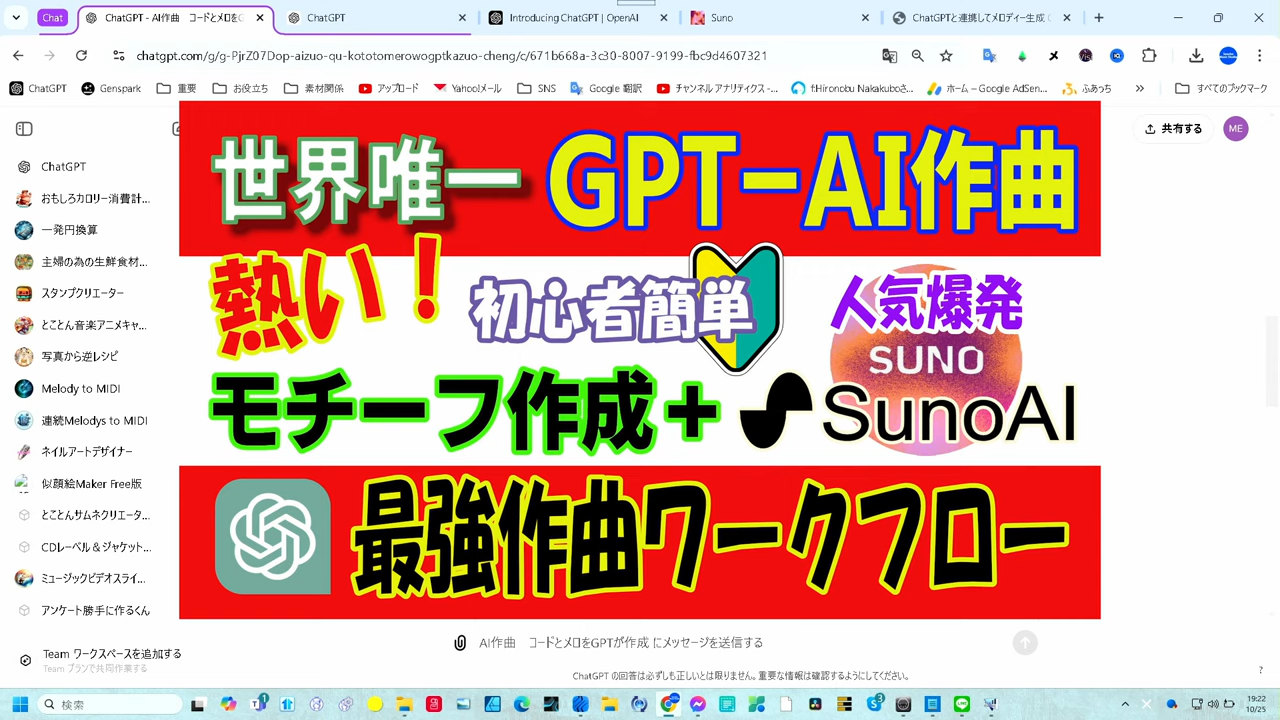 Chat
ChatGPT - AI作曲 コードとメロをG
ChatGPT
Introducing ChatGPT | OpenAI
Suno
ChatGPTと連携してメロディー生成
chatgpt.com/g/g-PjrZ07Dop-aizuo-qu-kototomerowogptkazuo-cheng/c/671b668a-3c30-8007-9199-fbc9d4607321
ChatGPT
Genspark
重要
お役立ち
素材関係
アップロード
Yahoo!メール
SNS
Google 翻訳
チャンネル アナリティクス -...
f:Hironobu Nakakuboさ...
ホーム – Google AdSen...
ふぁっち
»
すべてのブックマーク
共有する
ME
ChatGPT
おもしろカロリー消費計...
一発円換算
主婦の為の生鮮食材...
スタンプクリエーター
とことん音楽アニメキャ...
写真から逆レシピ
Melody to MIDI
連続Melodys to MIDI
ネイルアートデザイナー
似顔絵Maker Free版
とことんサムネクリエータ...
CDレーベル＆ジャケット...
ミュージックビデオスライ...
アンケート勝手に作るくん
Team ワークスペースを追加する
Team プランで共同作業する
世界唯一 GPT－AI作曲
熱い！
初心者簡単
人気爆発
SUNO
モチーフ作成＋ SunoAI
最強作曲ワークフロー
AI作曲 コードとメロをGPTが作成 にメッセージを送信する
ChatGPT の回答は必ずしも正しいとは限りません。重要な情報は確認するようにしてください。
?
検索
19:22
10/25